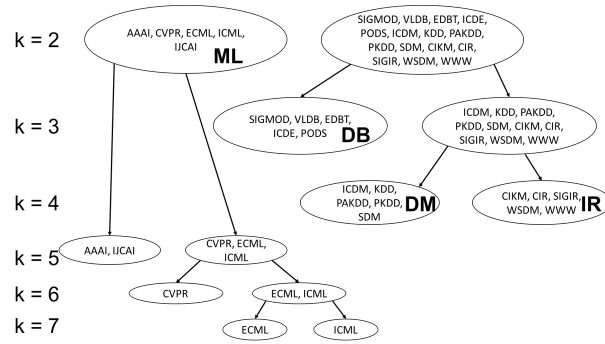 k = 2
AAAI, CVPR, ECML, ICML,
IJCAI
ML
SIGMOD, VLDB, EDBT, ICDE,
PODS, ICDM, KDD, PAKDD,
PKDD, SDM, CIKM, CIR,
SIGIR, WSDM, WWW
k = 3
SIGMOD, VLDB, EDBT,
ICDE, PODS
DB
ICDM, KDD, PAKDD,
PKDD, SDM, CIKM, CIR,
SIGIR, WSDM, WWW
k = 4
ICDM, KDD,
PAKDD, PKDD,
SDM
DM
CIKM, CIR, SIGIR,
WSDM, WWW
IR
k = 5
AAAI, IJCAI
CVPR, ECML,
ICML
k = 6
CVPR
ECML, ICML
k = 7
ECML
ICML